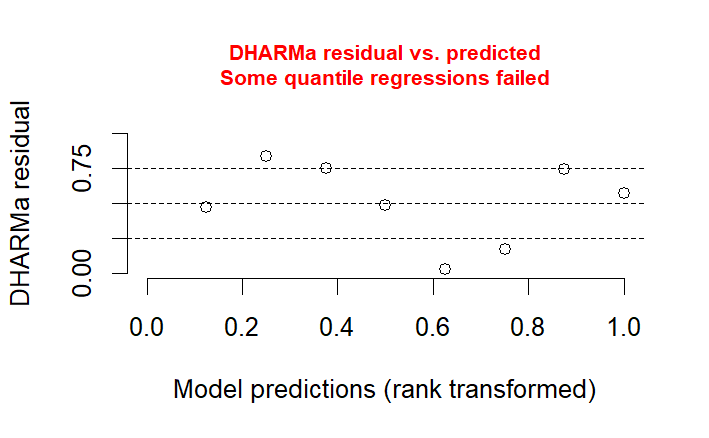 DHARMa residual vs. predicted
Some quantile regressions failed
DHARMa residual
0.75
0.00
0.0 0.2 0.4 0.6 0.8 1.0
Model predictions (rank transformed)